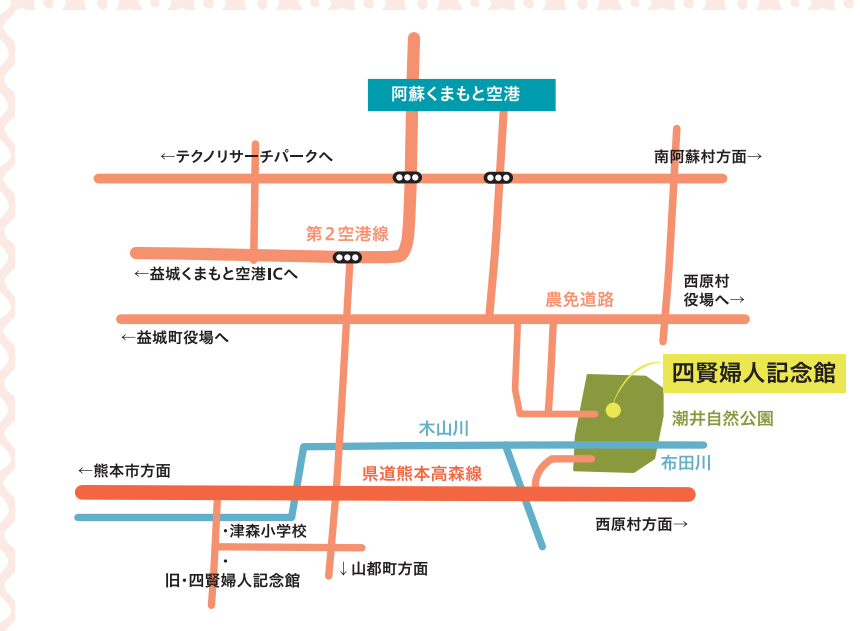 阿蘇くまもと空港
←テクノリサーチパークへ
南阿蘇村方面→
第2空港線
←益城くまもと空港ICへ
西原村
役場へ→
農免道路
←益城町役場へ
四賢婦人記念館
潮井自然公園
木山川
布田川
←熊本市方面
県道熊本高森線
西原村方面→
・津森小学校
・
旧・四賢婦人記念館
↓山都町方面